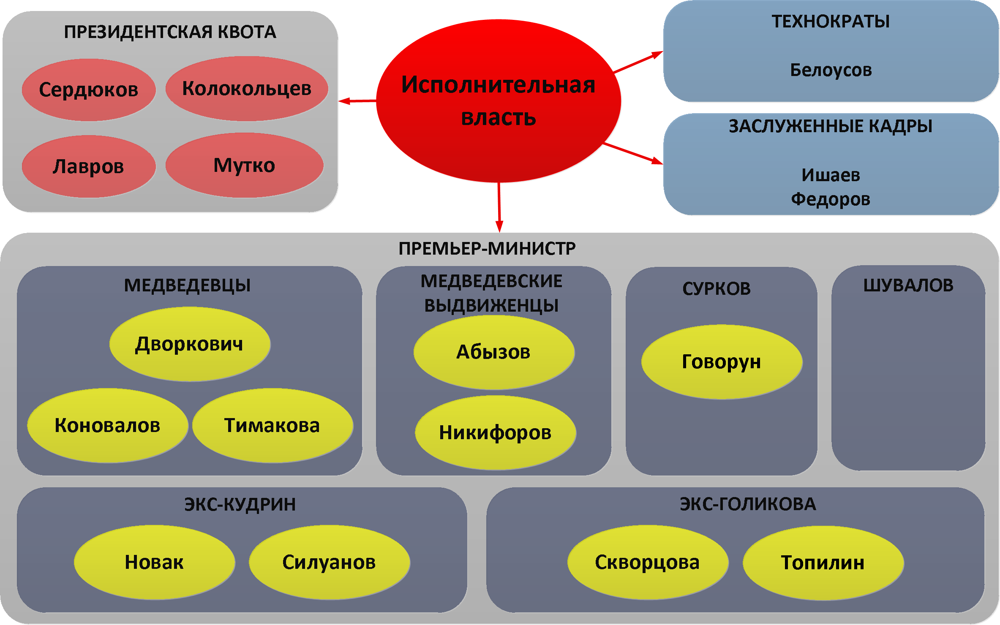 ПРЕЗИДЕНТСКАЯ КВОТА
Сердюков
Колокольцев
Лавров
Мутко
Исполнительная
власть
ТЕХНОКРАТЫ
Белоусов
ЗАСЛУЖЕННЫЕ КАДРЫ
Ишаев
Федоров
ПРЕМЬЕР-МИНИСТР
МЕДВЕДЕВЦЫ
Дворкович
Коновалов
Тимакова
МЕДВЕДЕВСКИЕ
ВЫДВИЖЕНЦЫ
Абызов
Никифоров
СУРКОВ
Говорун
ШУВАЛОВ
ЭКС-КУДРИН
Новак
Силуанов
ЭКС-ГОЛИКОВА
Скворцова
Топилин